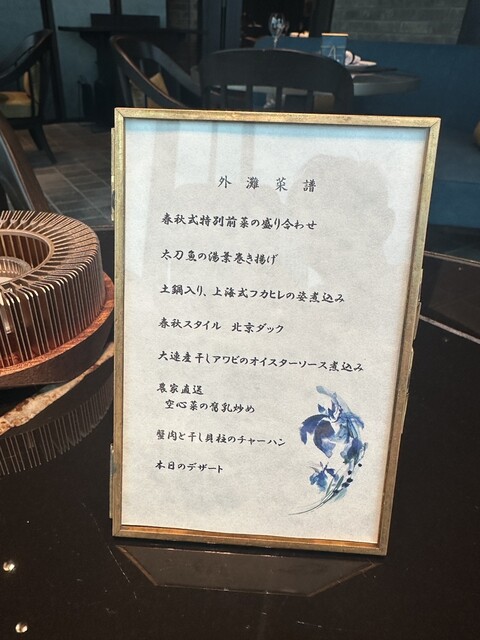 外灘菜譜
春秋式特別前菜の盛り合わせ
太刀魚の湯葉巻き揚げ
土鍋入り、上海式フカヒレの姿煮込み
春秋スタイル 北京ダック
大連産干しアワビのオイスターソース煮込み
農家直送
空心菜の腐乳炒め
蟹肉と干し貝柱のチャーハン
本日のデザート